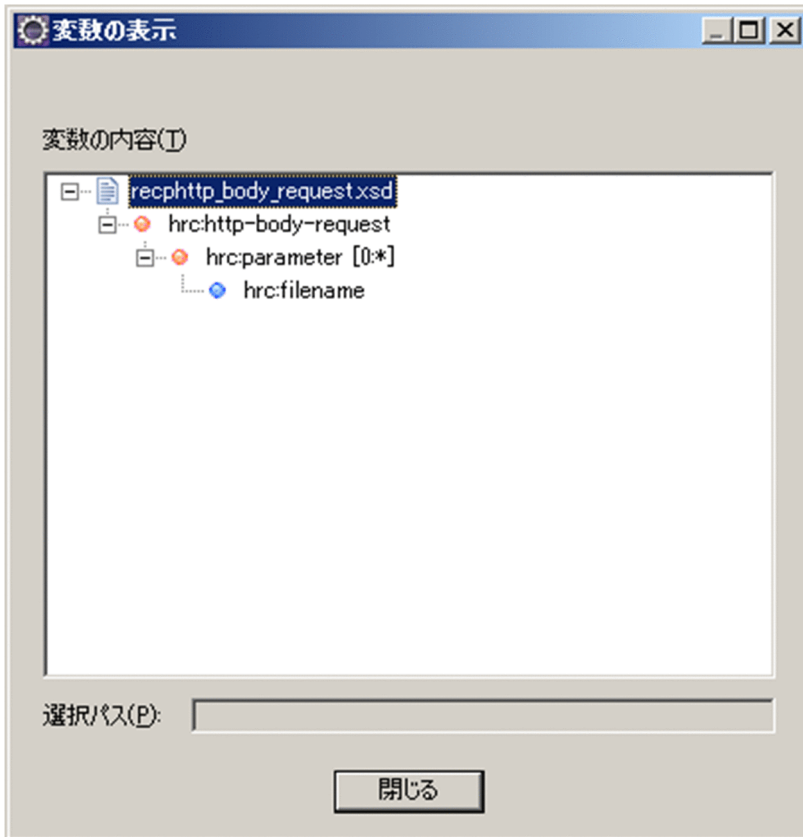 変数の表示
変数の内容(T)
recphttp_body_request.xsd
hrc:http-body-request
hrc:parameter [0:*]
hrc:filename
選択パス(P):
閉じる